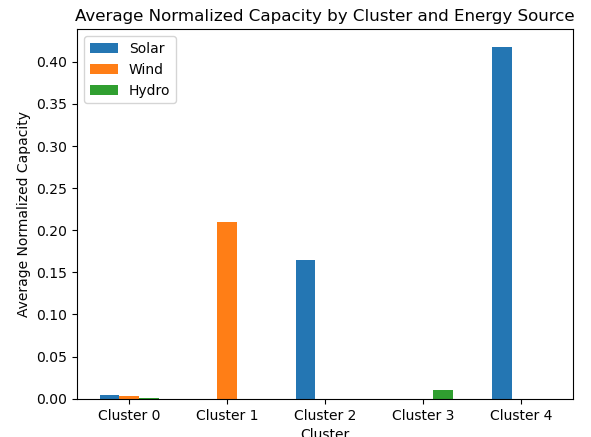 Average Normalized Capacity by Cluster and Energy Source
Solar
Wind
Hydro
Average Normalized Capacity
0.40
0.35
0.30
0.25
0.20
0.15
0.10
0.05
0.00
Cluster 0
Cluster 1
Cluster 2
Cluster 3
Cluster 4
Cluster